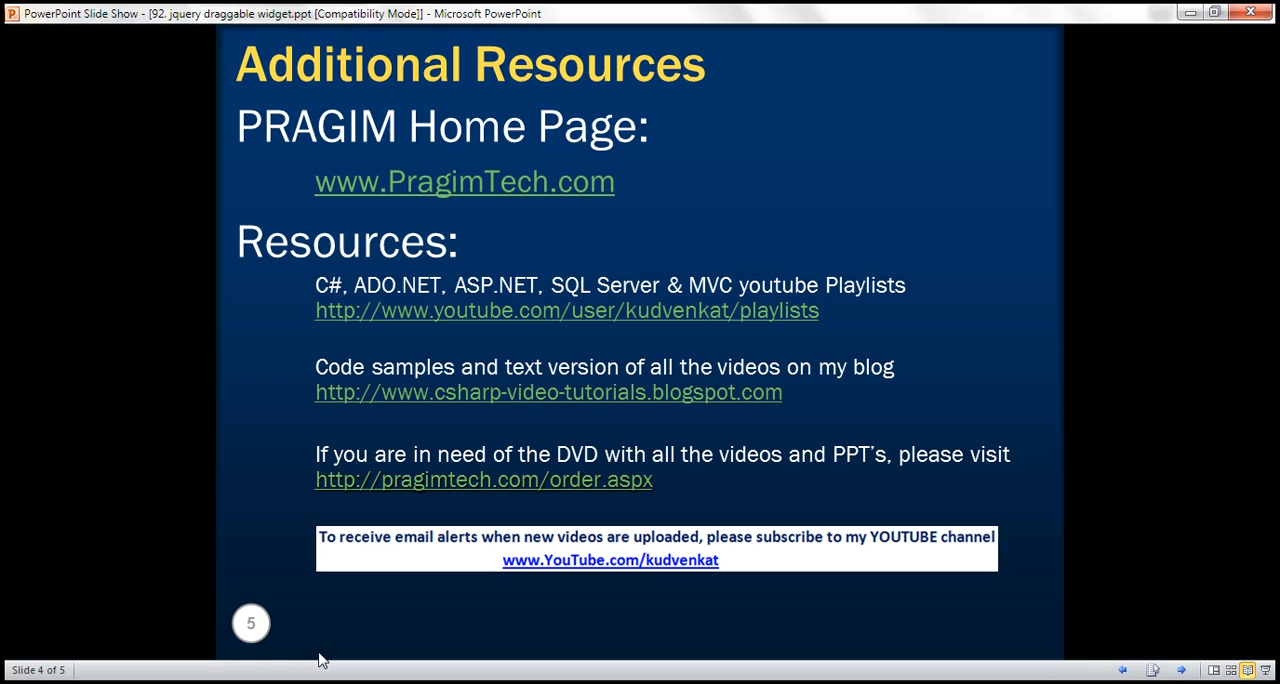 PowerPoint Slide Show - [92. jquery draggable widget.ppt [Compatibility Mode]] - Microsoft PowerPoint
Additional Resources
PRAGIM Home Page:
www.PragimTech.com
Resources:
C#, ADO.NET, ASP.NET, SQL Server & MVC youtube Playlists
http://www.youtube.com/user/kudvenkat/playlists
Code samples and text version of all the videos on my blog
http://www.csharp-video-tutorials.blogspot.com
If you are in need of the DVD with all the videos and PPT’s, please visit
http://pragimtech.com/order.aspx
To receive email alerts when new videos are uploaded, please subscribe to my YOUTUBE channel
www.YouTube.com/kudvenkat
5
Slide 4 of 5